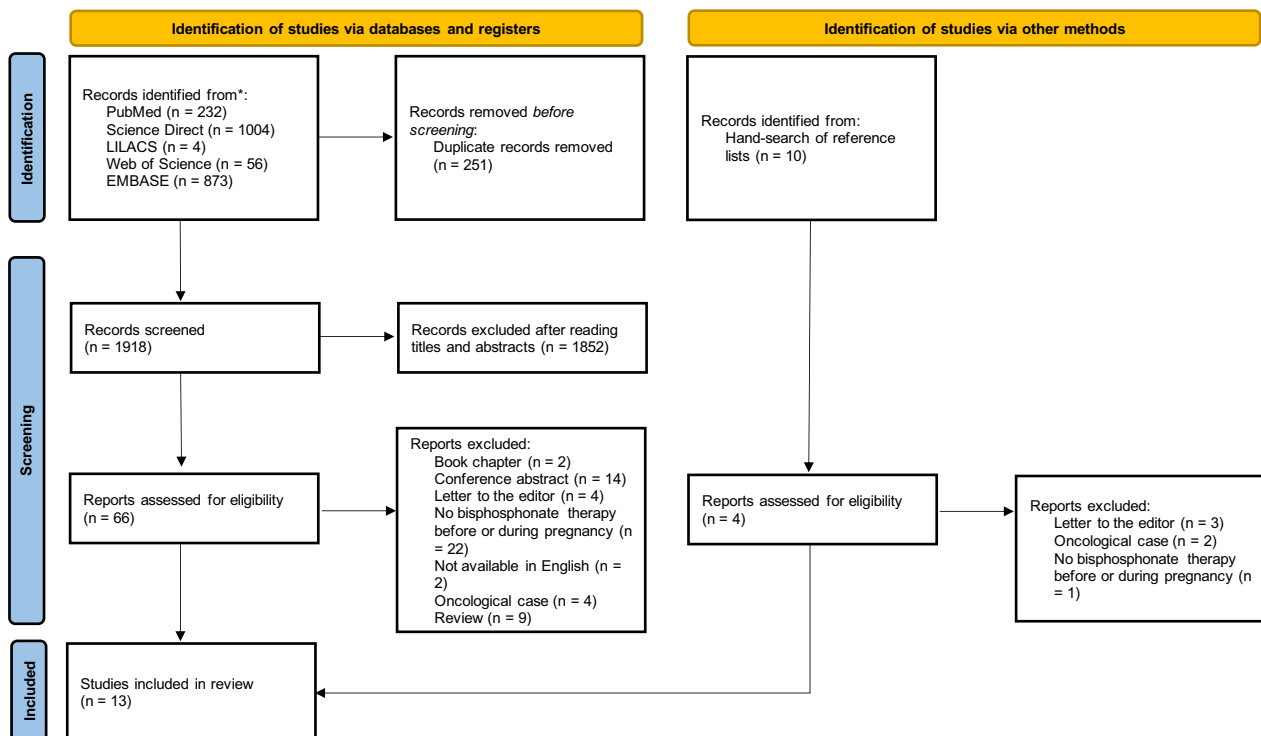 Identification of studies via databases and registers
Identification of studies via other methods
Identification
Records identified from*:
PubMed (n = 232)
Science Direct (n = 1004)
LILACS (n = 4)
Web of Science (n = 56)
EMBASE (n = 873)
Records removed before
screening:
Duplicate records removed
(n = 251)
Records identified from:
Hand-search of reference
lists (n = 10)
Screening
Records screened
(n = 1918)
Records excluded after reading
titles and abstracts (n = 1852)
Reports assessed for eligibility
(n = 66)
Reports excluded:
Book chapter (n = 2)
Conference abstract (n = 14)
Letter to the editor (n = 4)
No bisphosphonate therapy
before or during pregnancy (n
= 22)
Not available in English (n =
2)
Oncological case (n = 4)
Review (n = 9)
Reports assessed for eligibility
(n = 4)
Reports excluded:
Letter to the editor (n = 3)
Oncological case (n = 2)
No bisphosphonate therapy
before or during pregnancy (n
= 1)
Included
Studies included in review
(n = 13)